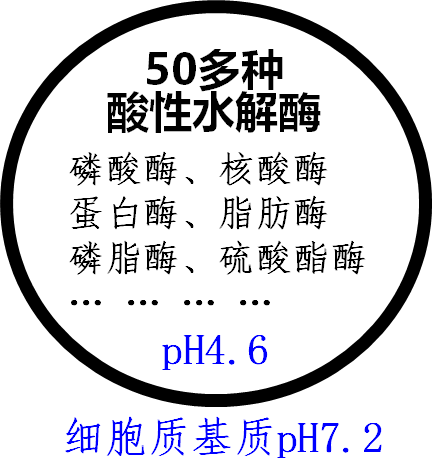 50多种
酸性水解酶
磷酸酶、核酸酶
蛋白酶、脂肪酶
磷脂酶、硫酸酯酶
... ... ... ...
pH4.6
细胞质基质pH7.2